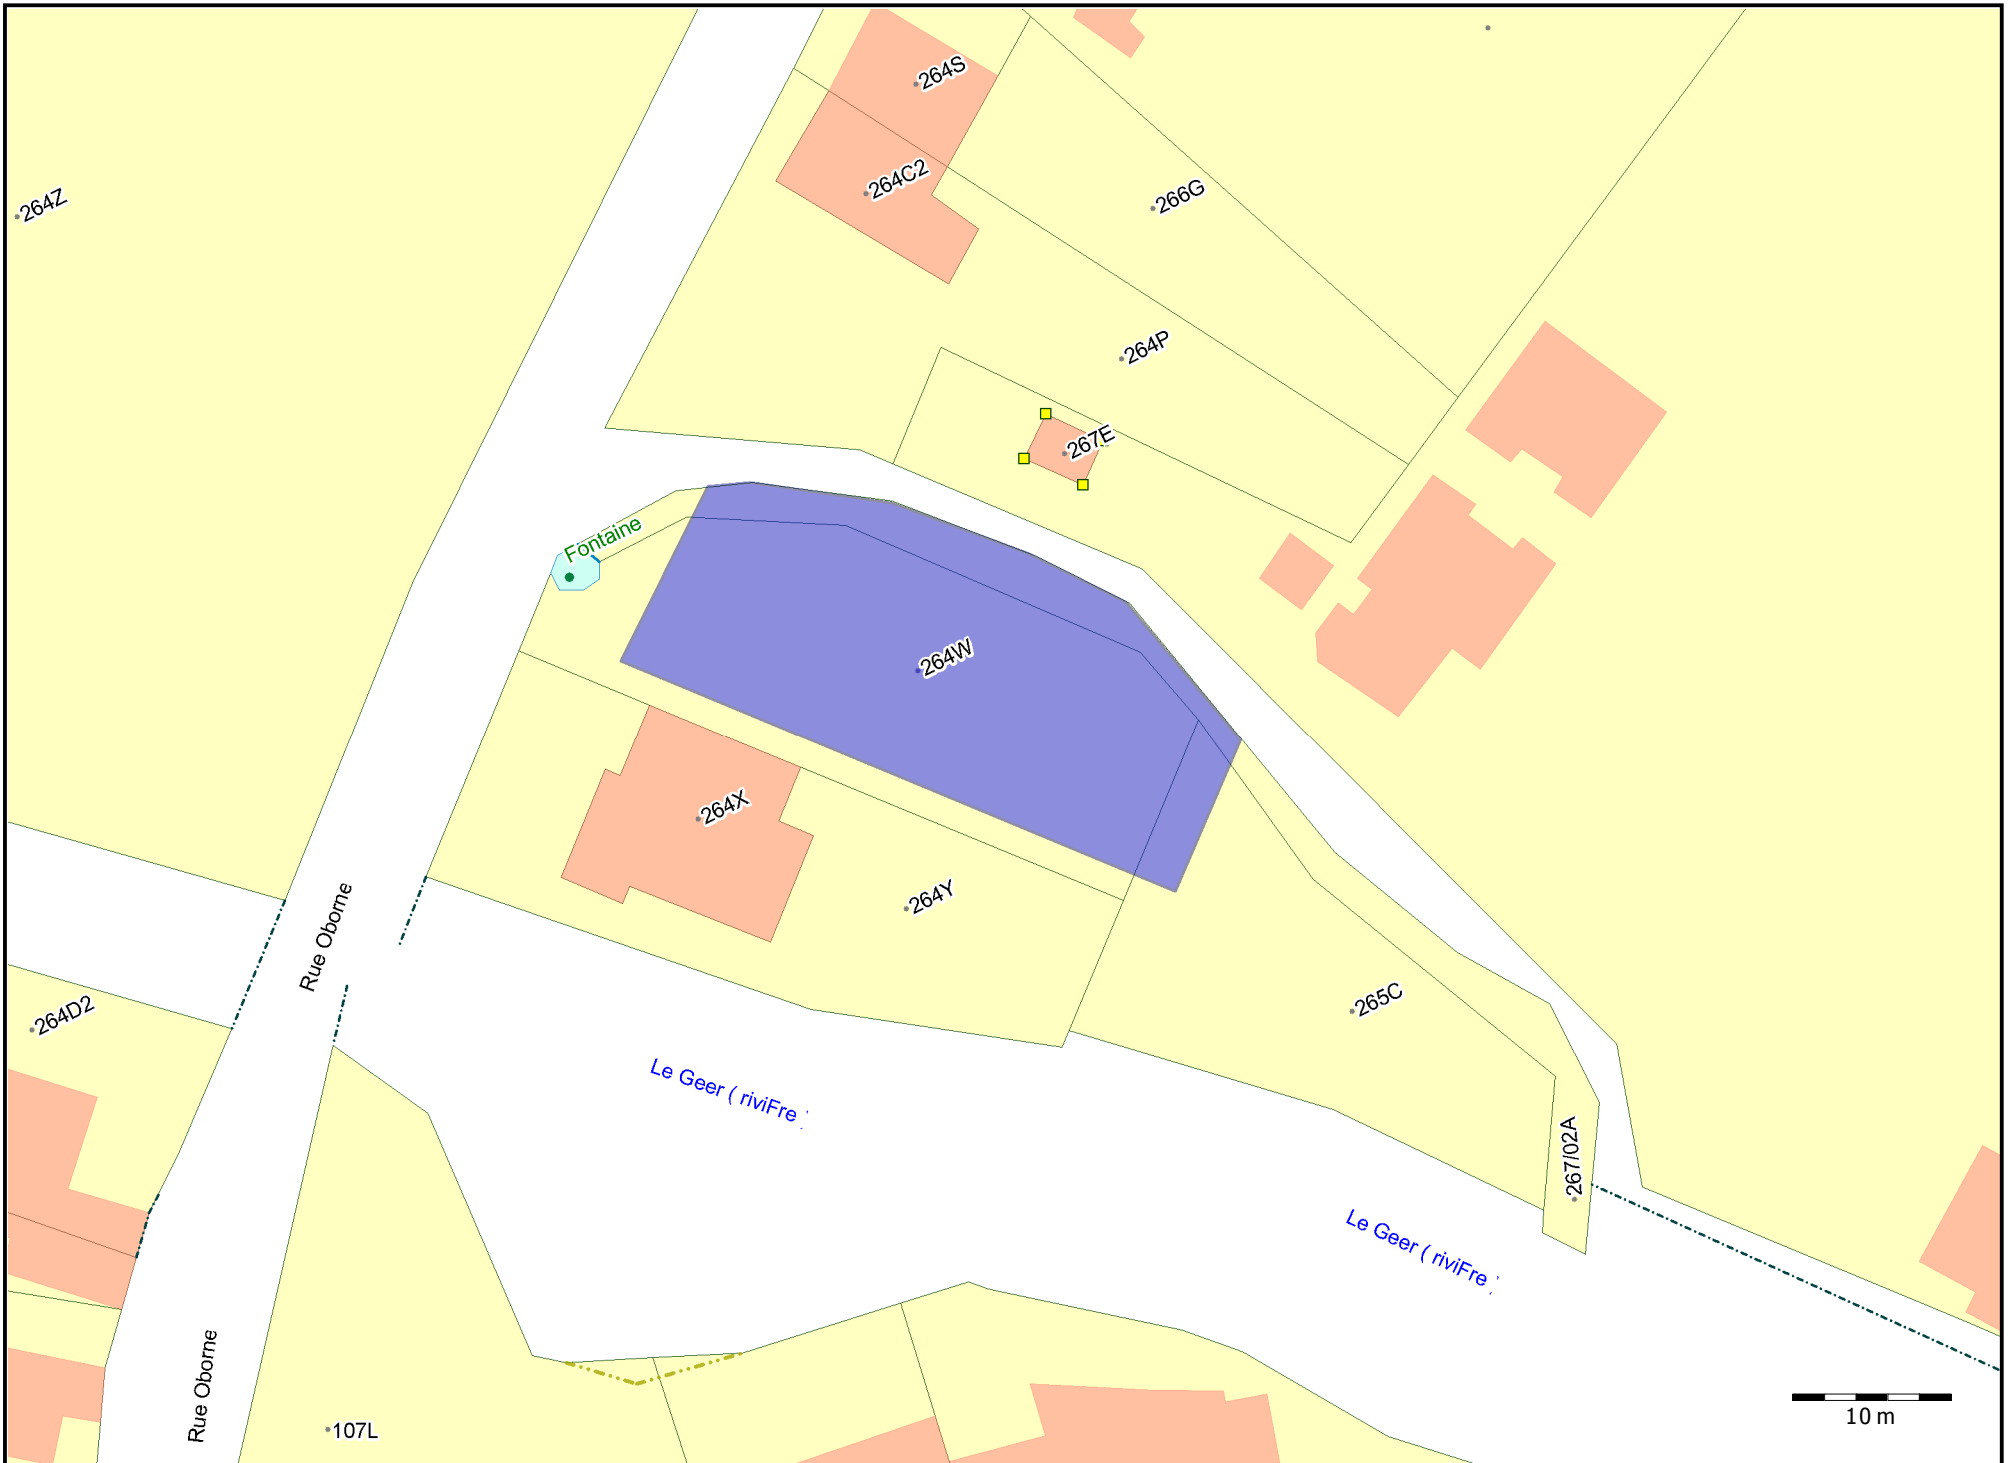 264S
264C2
266G
264Z
264P
267E
Fontaine
264W
264X
264Y
Rue Oborne
264D2
265C
Le Geer ( riviFre )
267/02A
Le Geer ( riviFre )
Rue Oborne
107L
10 m